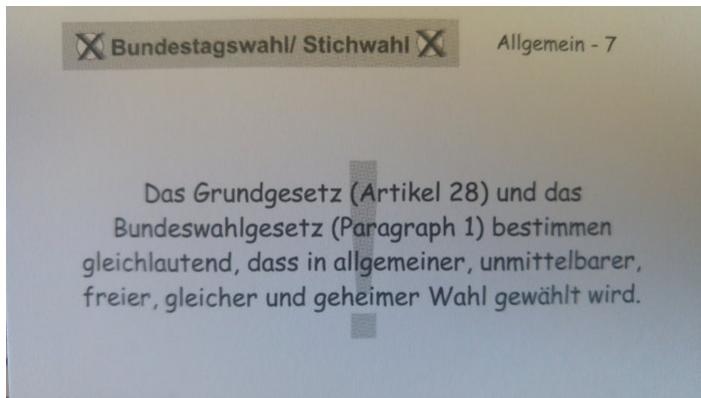 Bundestagswahl/ Stichwahl
Allgemein - 7
Das Grundgesetz (Artikel 28) und das
Bundeswahlgesetz (Paragraph 1) bestimmen
gleichlautend, dass in allgemeiner, unmittelbarer,
freier, gleicher und geheimer Wahl gewählt wird.